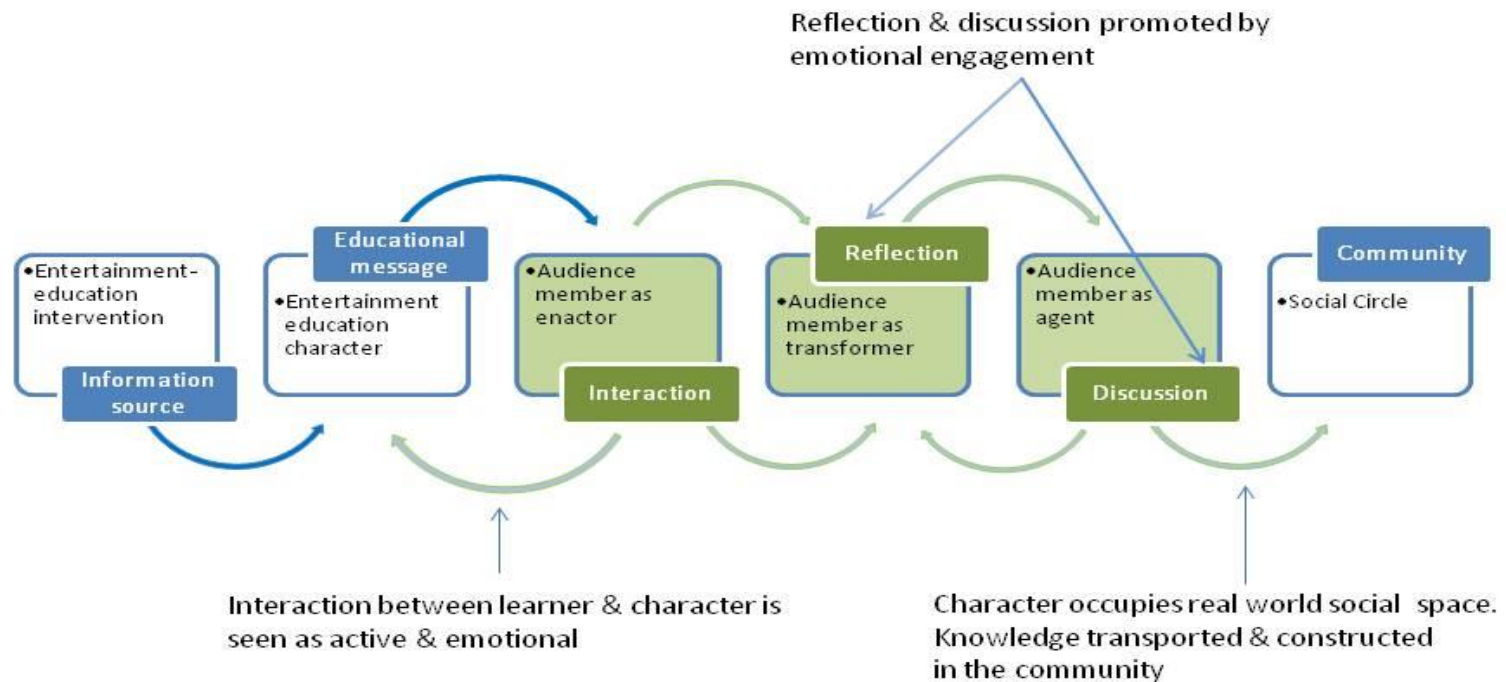 Reflection & discussion promoted by
emotional engagement
•Entertainment-
education
intervention
Information
source
Educational
message
•Entertainment
education
character
•Audience
member as
enactor
Interaction
Reflection
•Audience
member as
transformer
•Audience
member as
agent
Discussion
Community
•Social Circle
Interaction between learner & character is
seen as active & emotional
Character occupies real world social space.
Knowledge transported & constructed
in the community